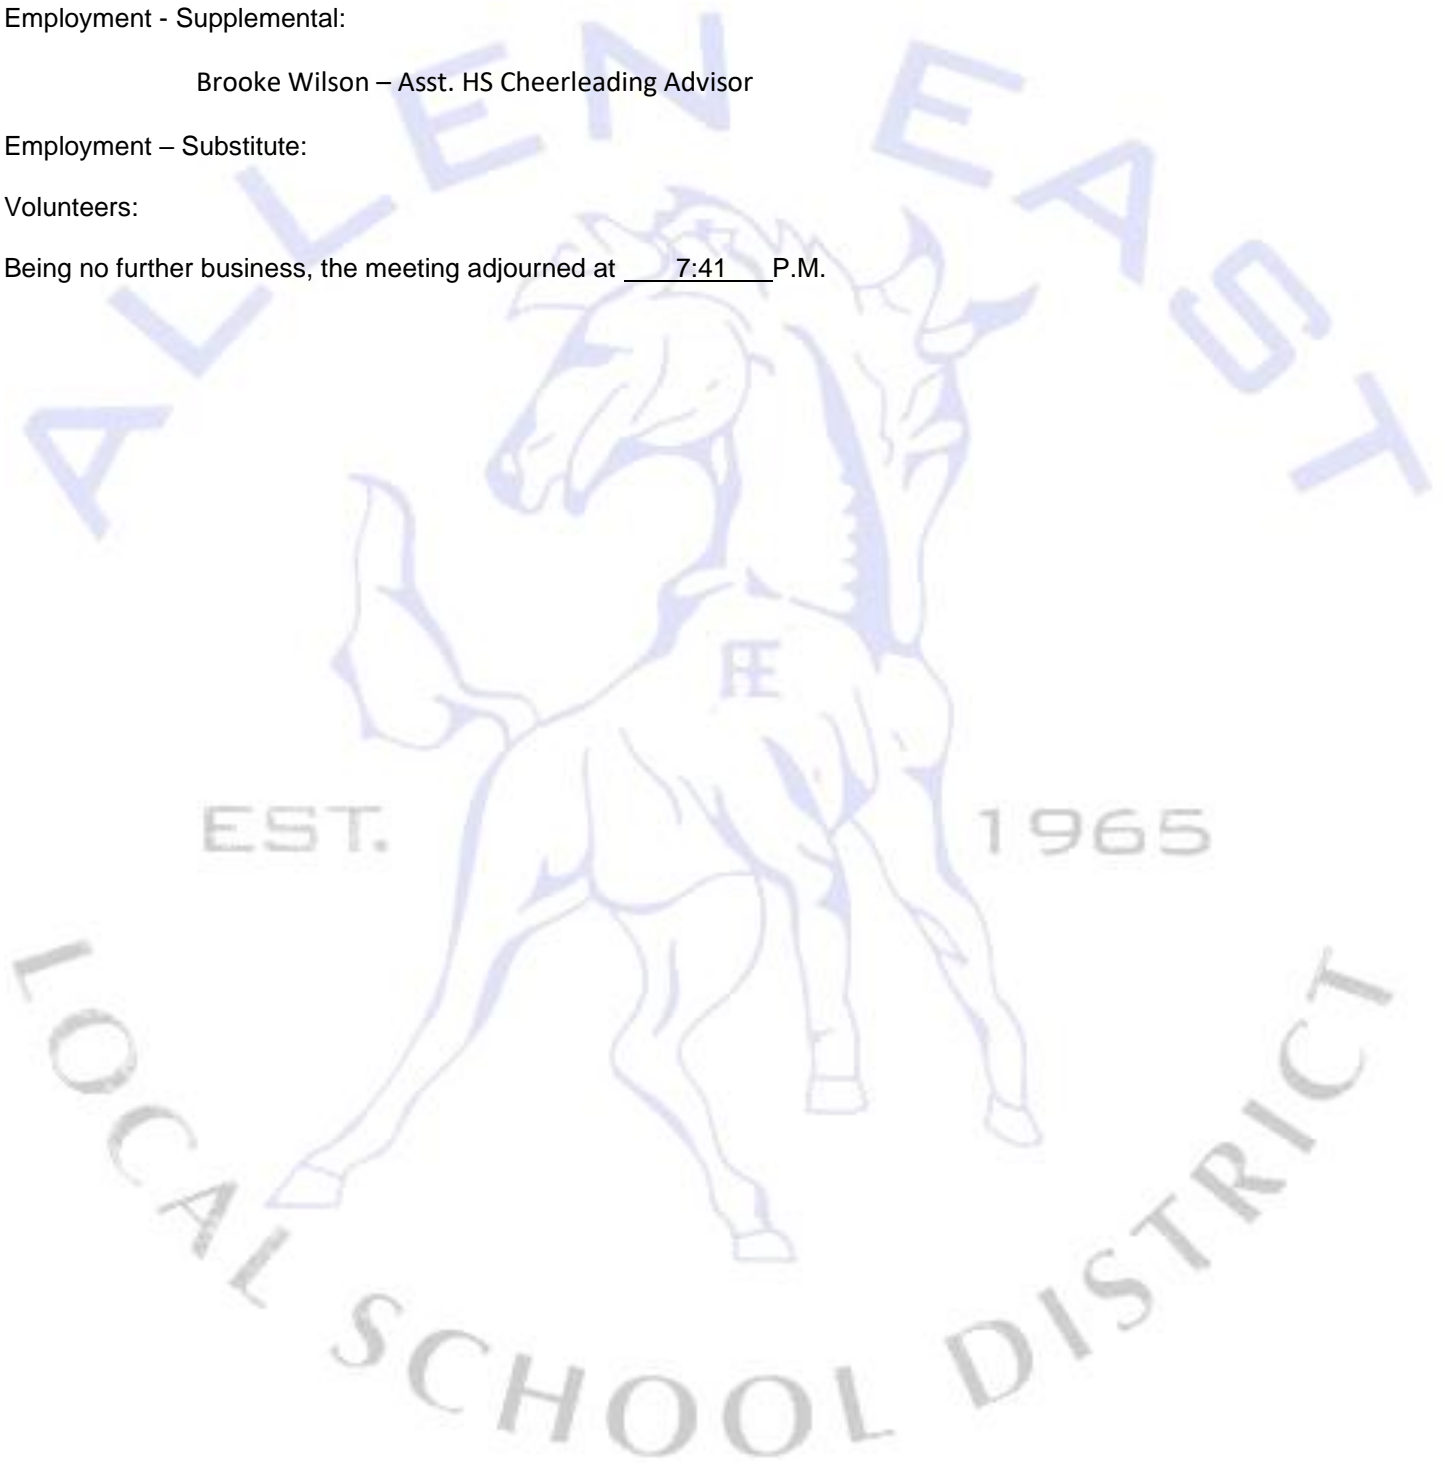 Employment - Supplemental:
Brooke Wilson – Asst. HS Cheerleading Advisor
Employment – Substitute:
Volunteers:
Being no further business, the meeting adjourned at 7:41 P.M.
ALLEN EAST
AE
EST. 1965
LOCAL SCHOOL DISTRICT